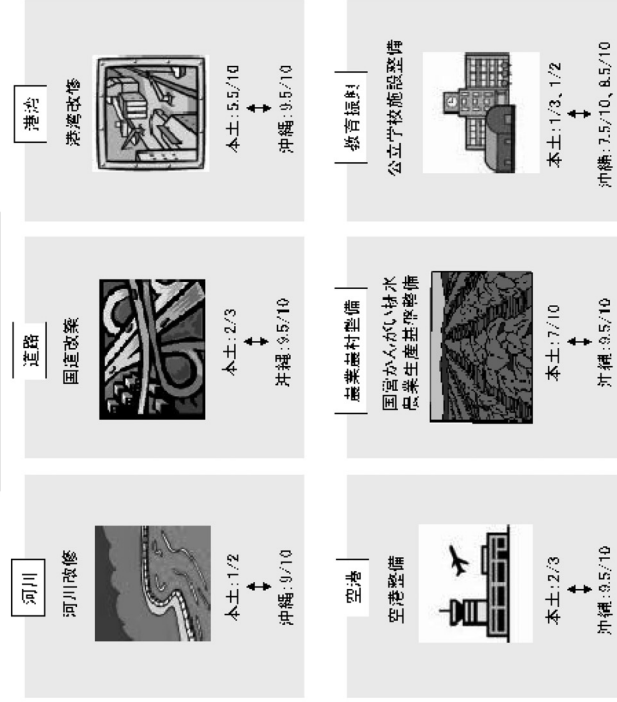 河川
河川改修
本土:1/2
沖縄:9/10
道路
国道改築
本土:2/3
沖縄:9.5/10
港湾
港湾改修
本土:5.5/10
沖縄:9.5/10
空港
空港整備
本土:2/3
沖縄:9.5/10
農業農村整備
国営かんがい排水
農業生産基盤整備
本土:7/10
沖縄:9.5/10
教育振興
公立学校施設整備
本土:1/3、1/2
沖縄:7.5/10、8.5/10